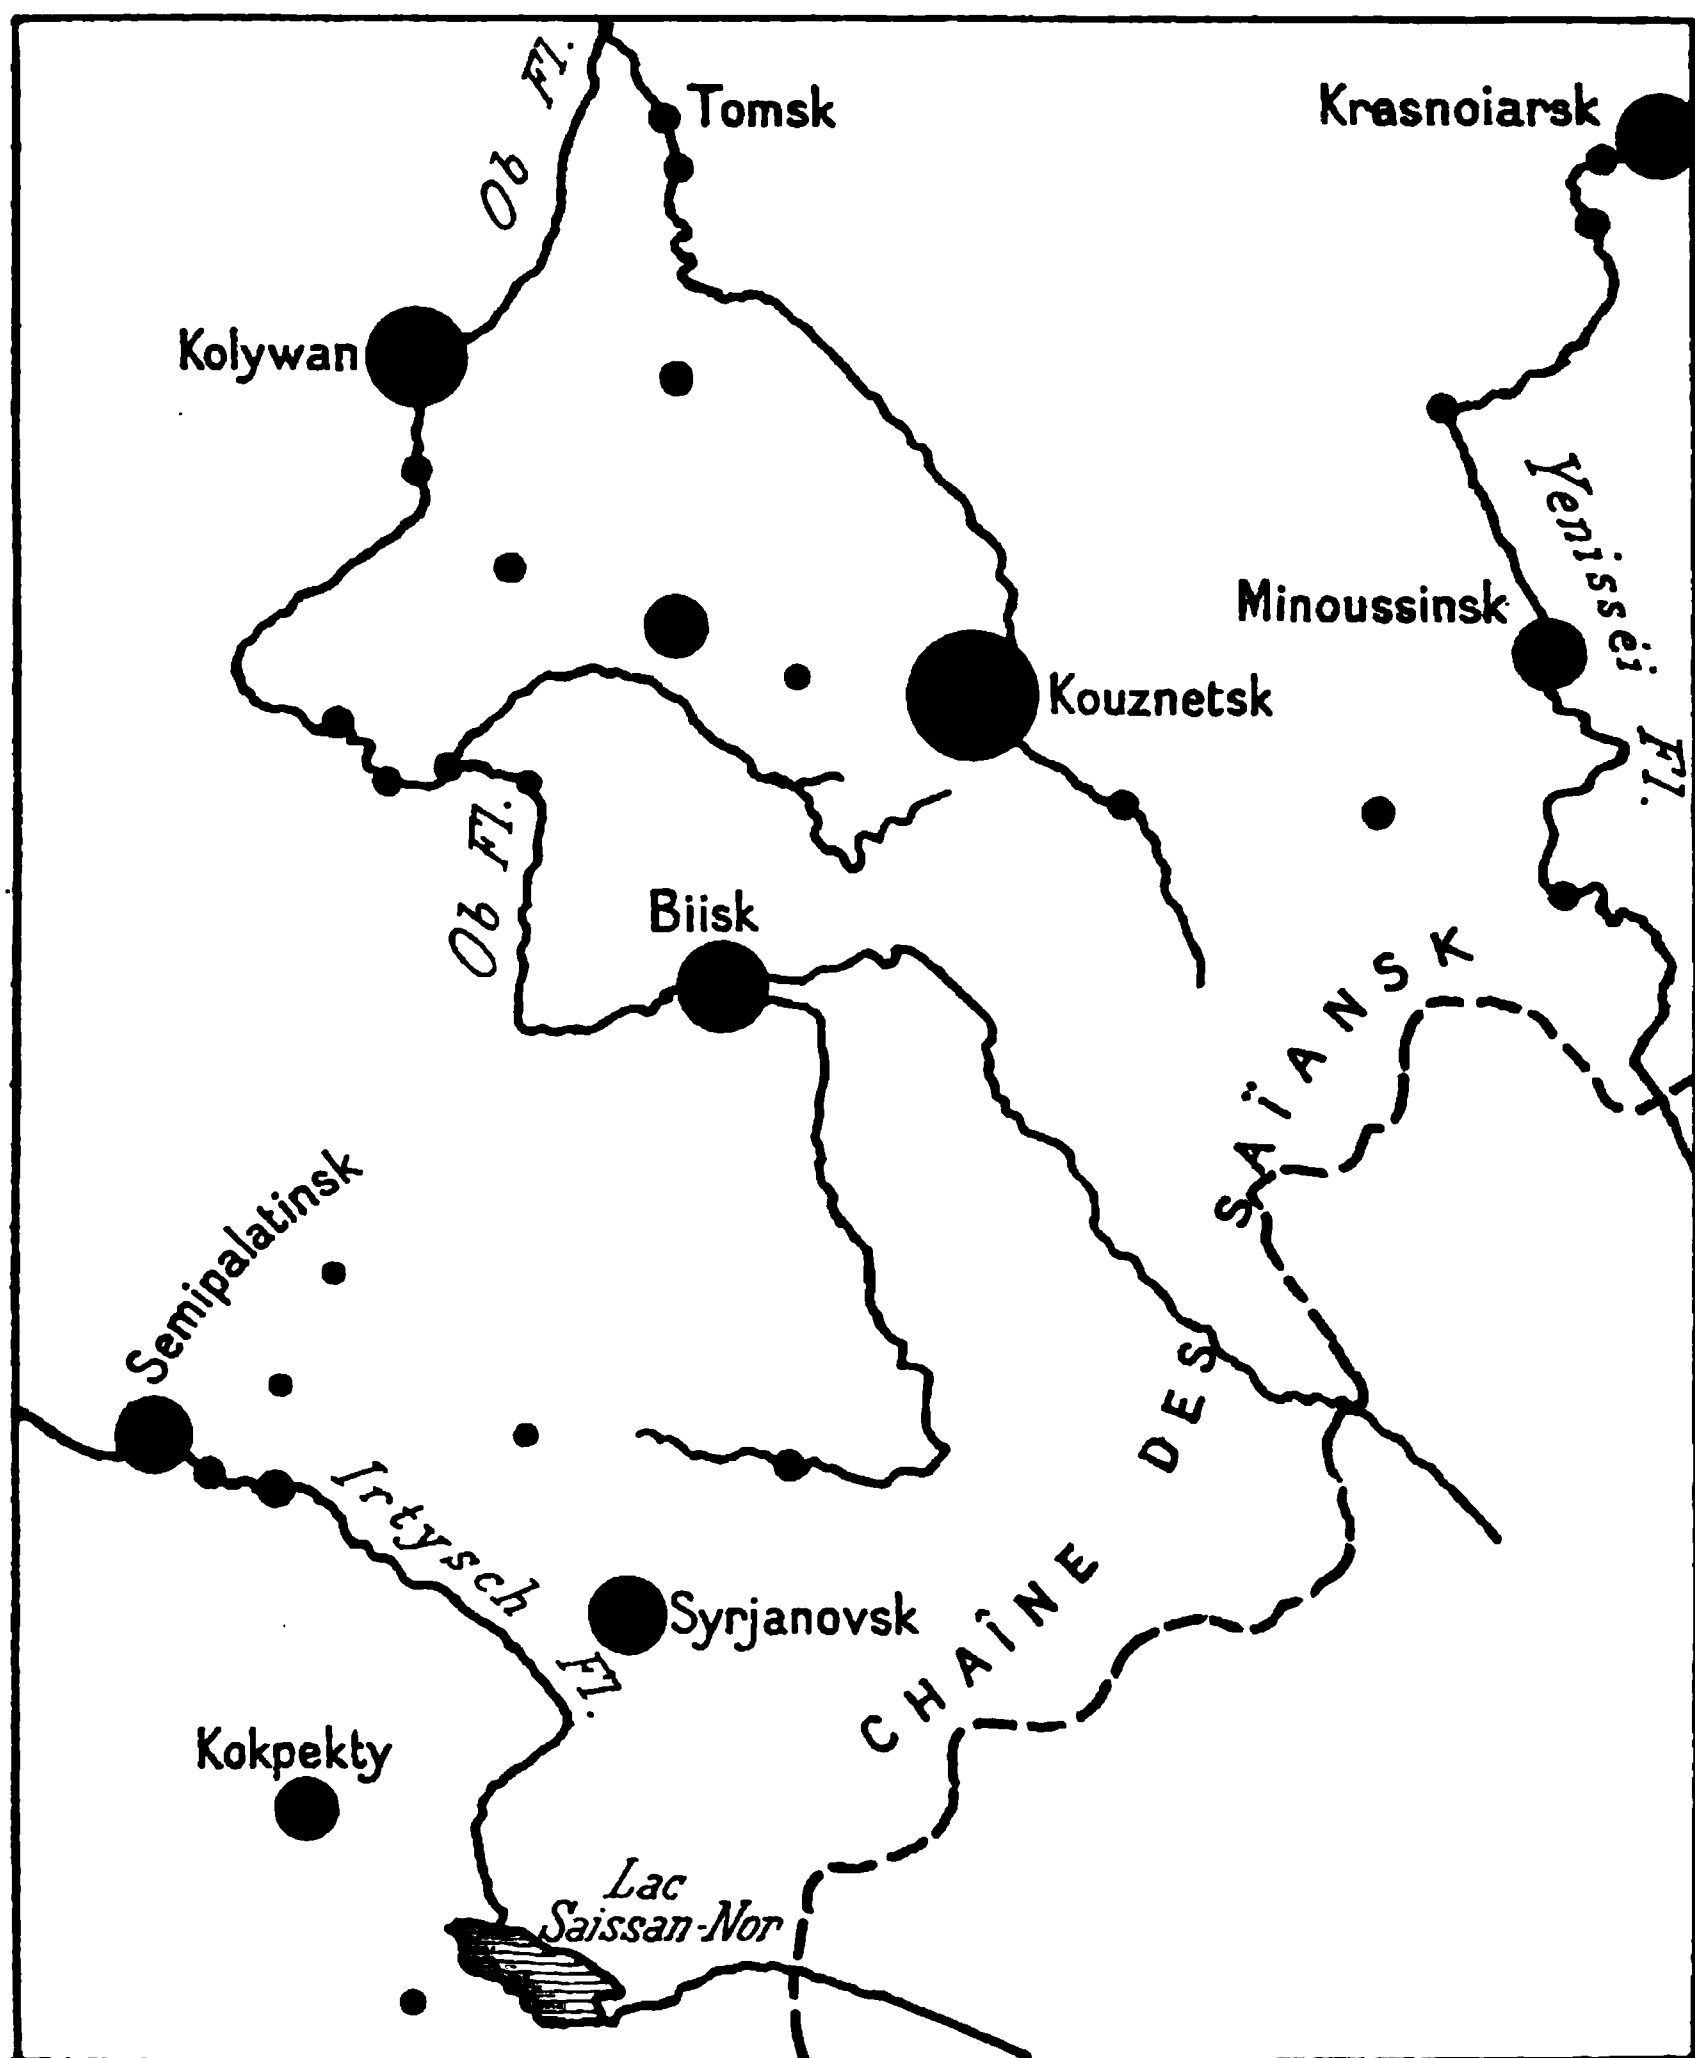 Ob Fl.
Tomsk
Krasnoiarsk
Kolywan
Yenisséi Fl.
Minoussinsk
Kouznetsk
Ob Fl.
Biisk
CHAÎNE DES SAÏANSK
Semipalatinsk
Irtysch Fl.
Syrjanovsk
Kokpekty
Lac
Saissan-Nor